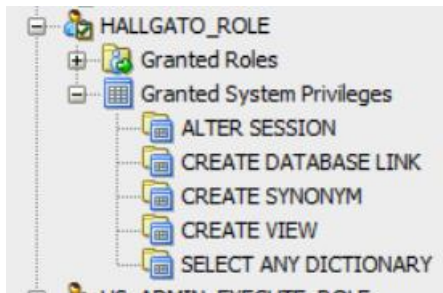 HALLGATO_ROLE
Granted Roles
Granted System Privileges
ALTER SESSION
CREATE DATABASE LINK
CREATE SYNONYM
CREATE VIEW
SELECT ANY DICTIONARY